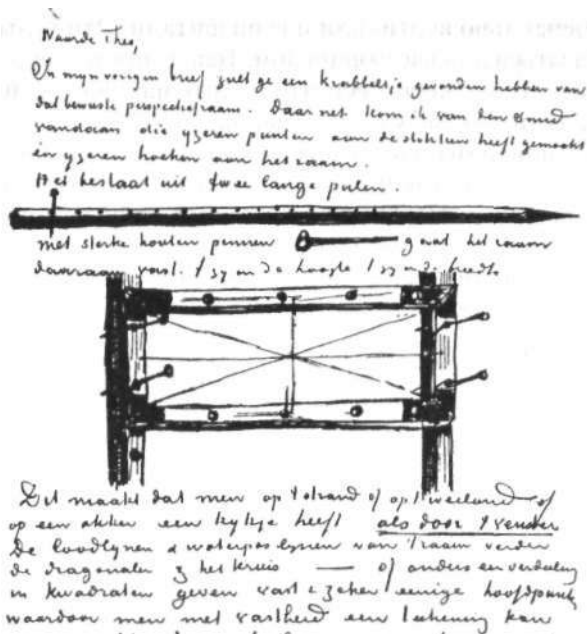 Waarde Theo,
In mijn vorigen brief zult ge een krabbeltje gevonden hebben van
dat bewuste perspectiefraam. Daar net kom ik van den smid
vandaan die yzeren punten aan de stokken heeft gemaakt
en yzeren hoeken aan het raam.
Het bestaat uit twee lange palen.
met sterke houten pennen gaat het raam
daaraan vast. 't zy in de hoogte 't zy in de breedte
Dit maakt dat men op 't strand of op 't weiland of
op een akker een kykje heeft als door 't venster
De loodlynen & waterpaslynen van 't raam verder
de diagonalen & het kruis — of anders een verdeling
in kwadraten geven vast & zeker eenige hoofdpunten
waardoor men met vastheid een teekening kan